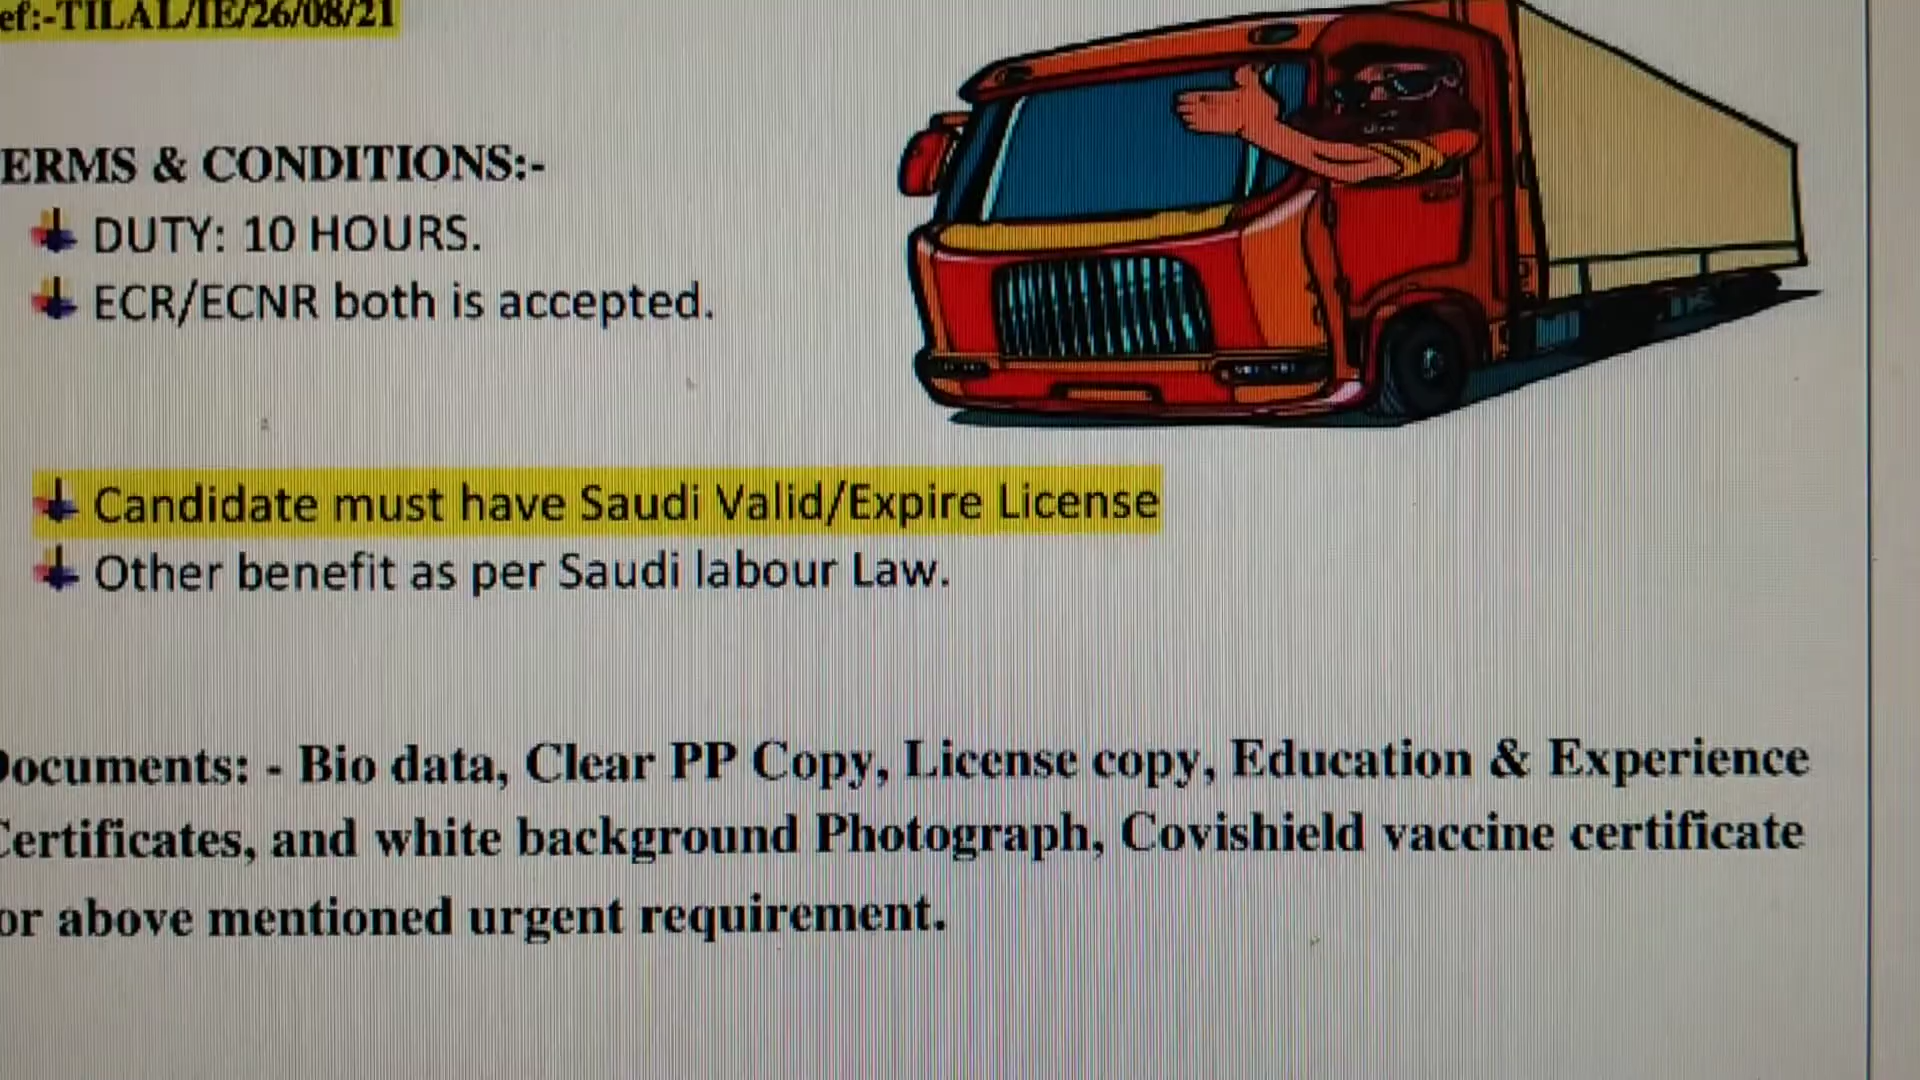 ef:-TILAL/IE/26/08/21
ERMS & CONDITIONS:-
DUTY: 10 HOURS.
ECR/ECNR both is accepted.
Candidate must have Saudi Valid/Expire License
Other benefit as per Saudi labour Law.
Documents: - Bio data, Clear PP Copy, License copy, Education & Experience
Certificates, and white background Photograph, Covishield vaccine certificate
or above mentioned urgent requirement.